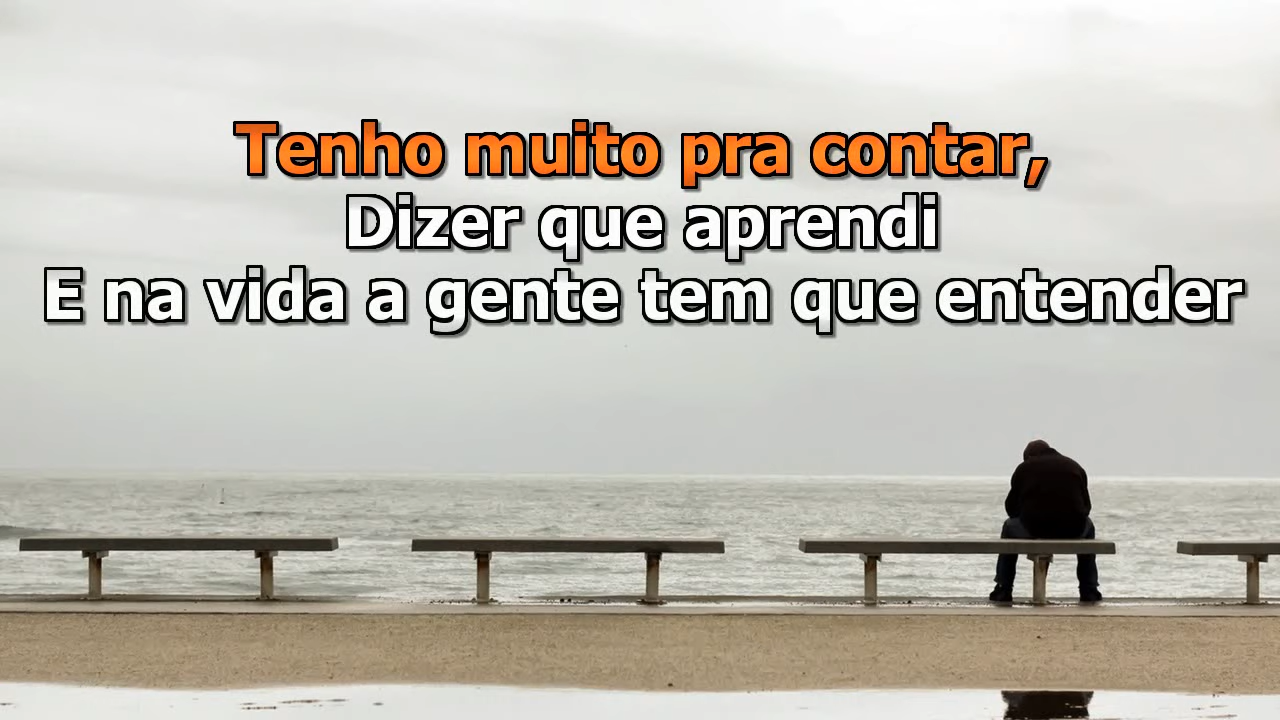 Tenho muito pra contar,
Dizer que aprendi
E na vida a gente tem que entender